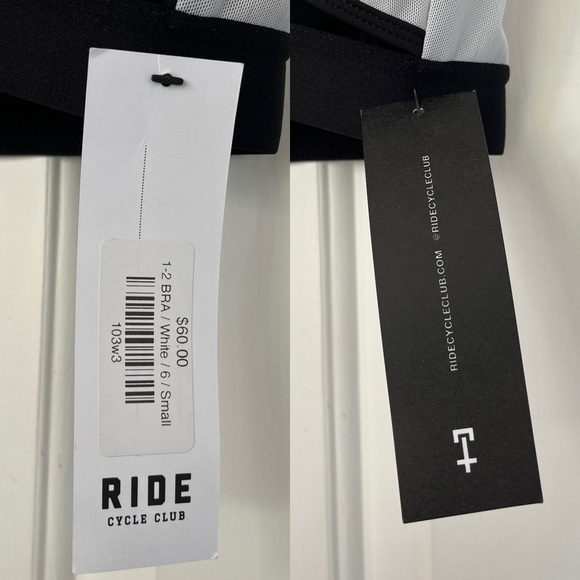 $60.00
1-2 BRA / White / 6 / Small
103w3
RIDE
CYCLE CLUB
RIDECYCLECLUB.COM @RIDECYCLECLUB